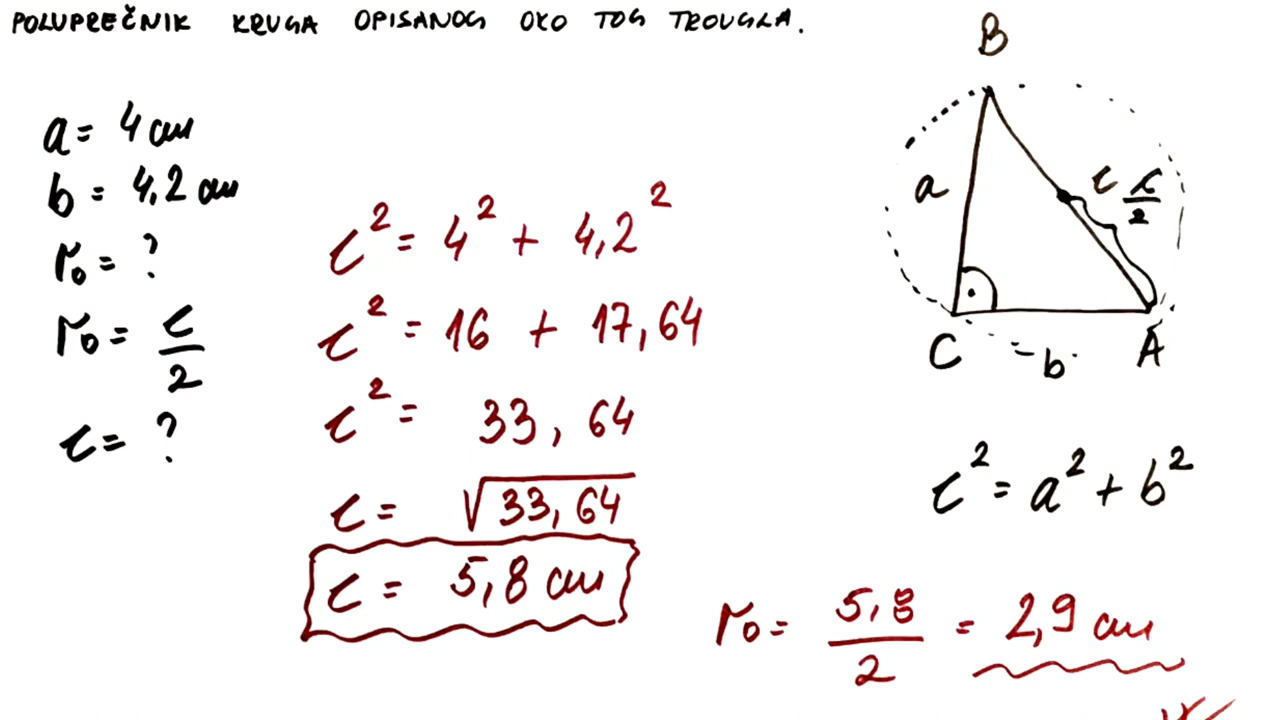 POLUPREČNIK KRUGA OPISANOG OKO TOG TROUGLA.
a = 4 cm
b = 4,2 cm
r₀ = ?
r₀ = c/2
c = ?
c² = 4² + 4,2²
c² = 16 + 17,64
c² = 33,64
c = √33,64
c = 5,8 cm
B
a
c c/2
C
b
A
c² = a² + b²
r₀ = 5,8/2 = 2,9 cm